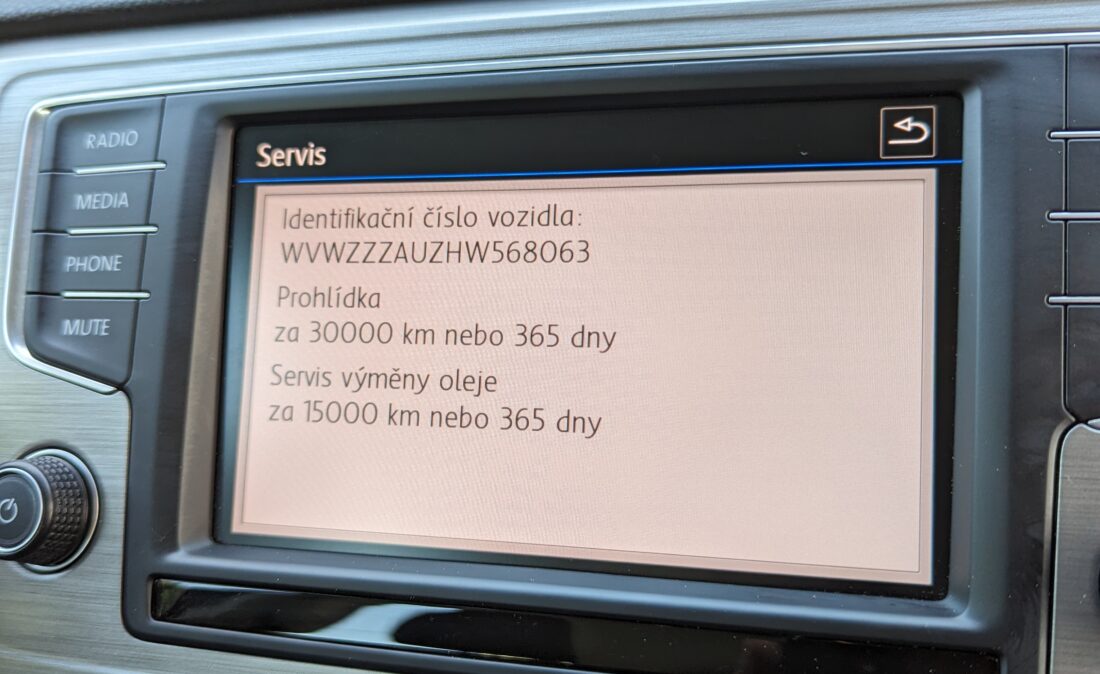 RADIO
MEDIA
PHONE
MUTE
Servis
Identifikační číslo vozidla:
WVWZZZAUZHW568063
Prohlídka
za 30000 km nebo 365 dny
Servis výměny oleje
za 15000 km nebo 365 dny